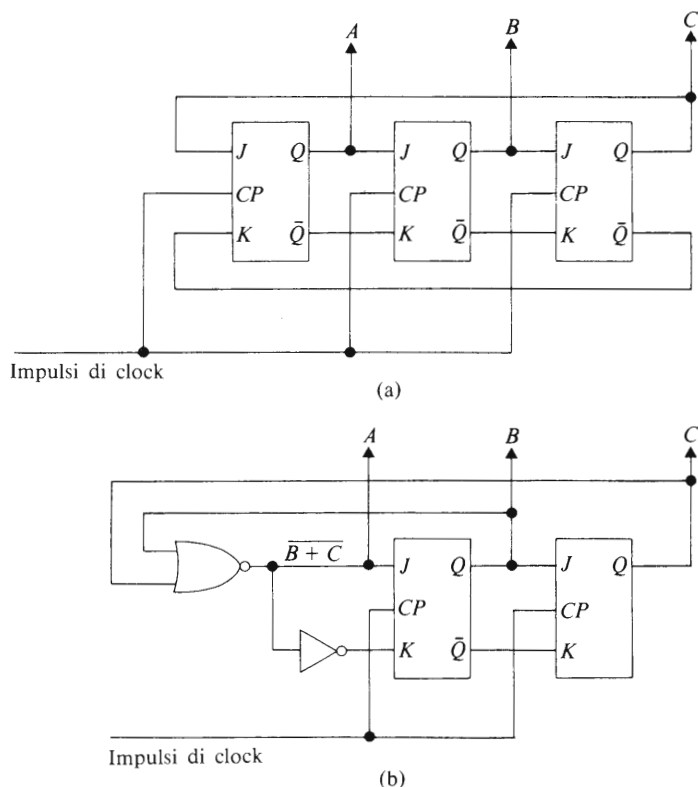 A B C
J Q J Q J Q
CP CP CP
K Q̄ K Q̄ K Q̄
Impulsi di clock
(a)
A B C
B + C̅
J Q J Q
CP CP
K Q̄ K
Impulsi di clock
(b)